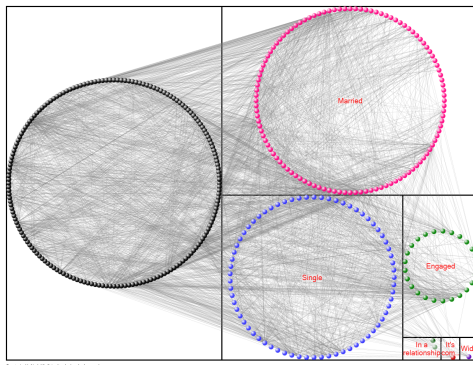 Married
Single
Engaged
In a
relationship
It's
com
Wid